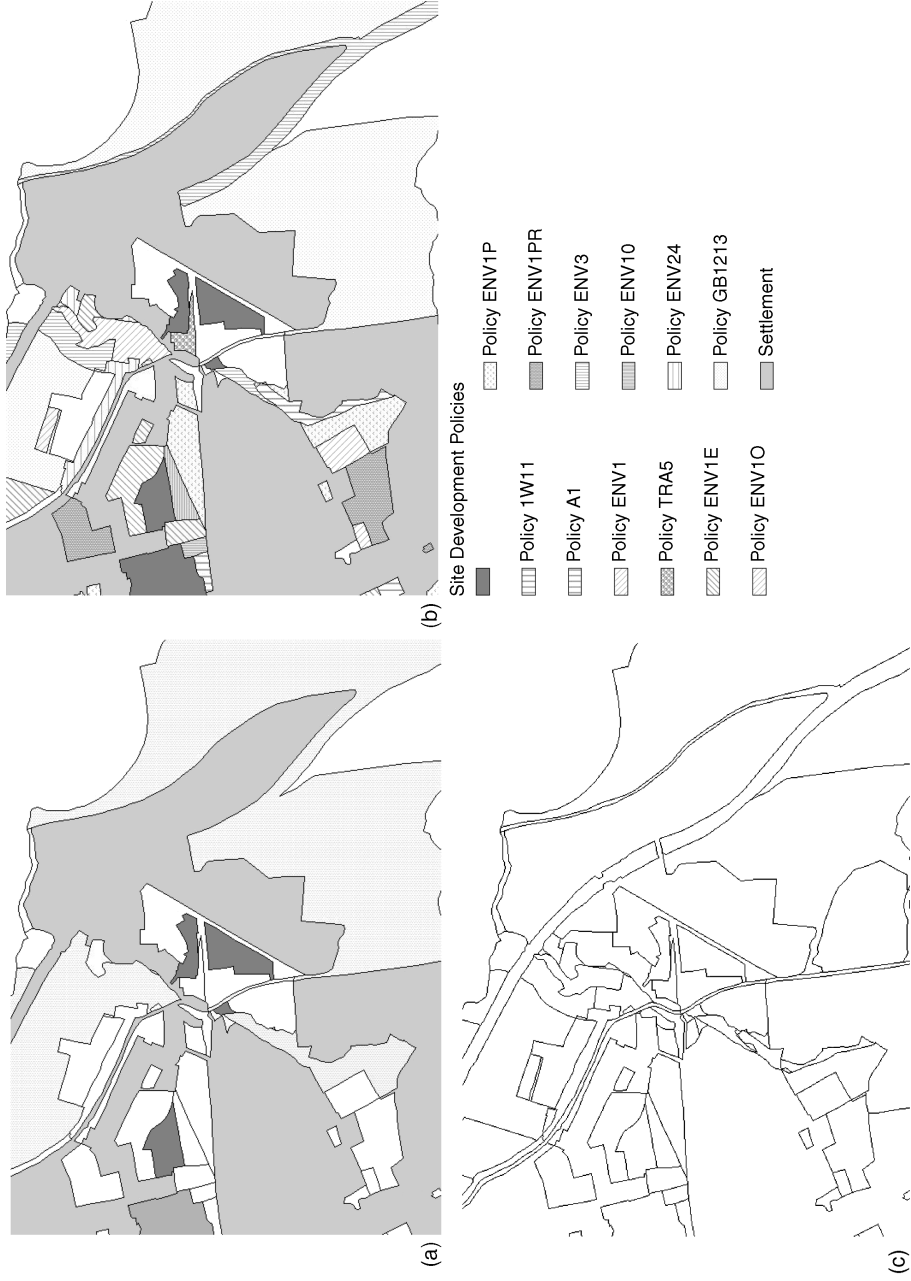 (a)
(b)
(c)
Site Development Policies
Policy 1W11
Policy A1
Policy ENV1
Policy TRA5
Policy ENV1E
Policy ENV1O
Policy ENV1P
Policy ENV1PR
Policy ENV3
Policy ENV10
Policy ENV24
Policy GB1213
Settlement